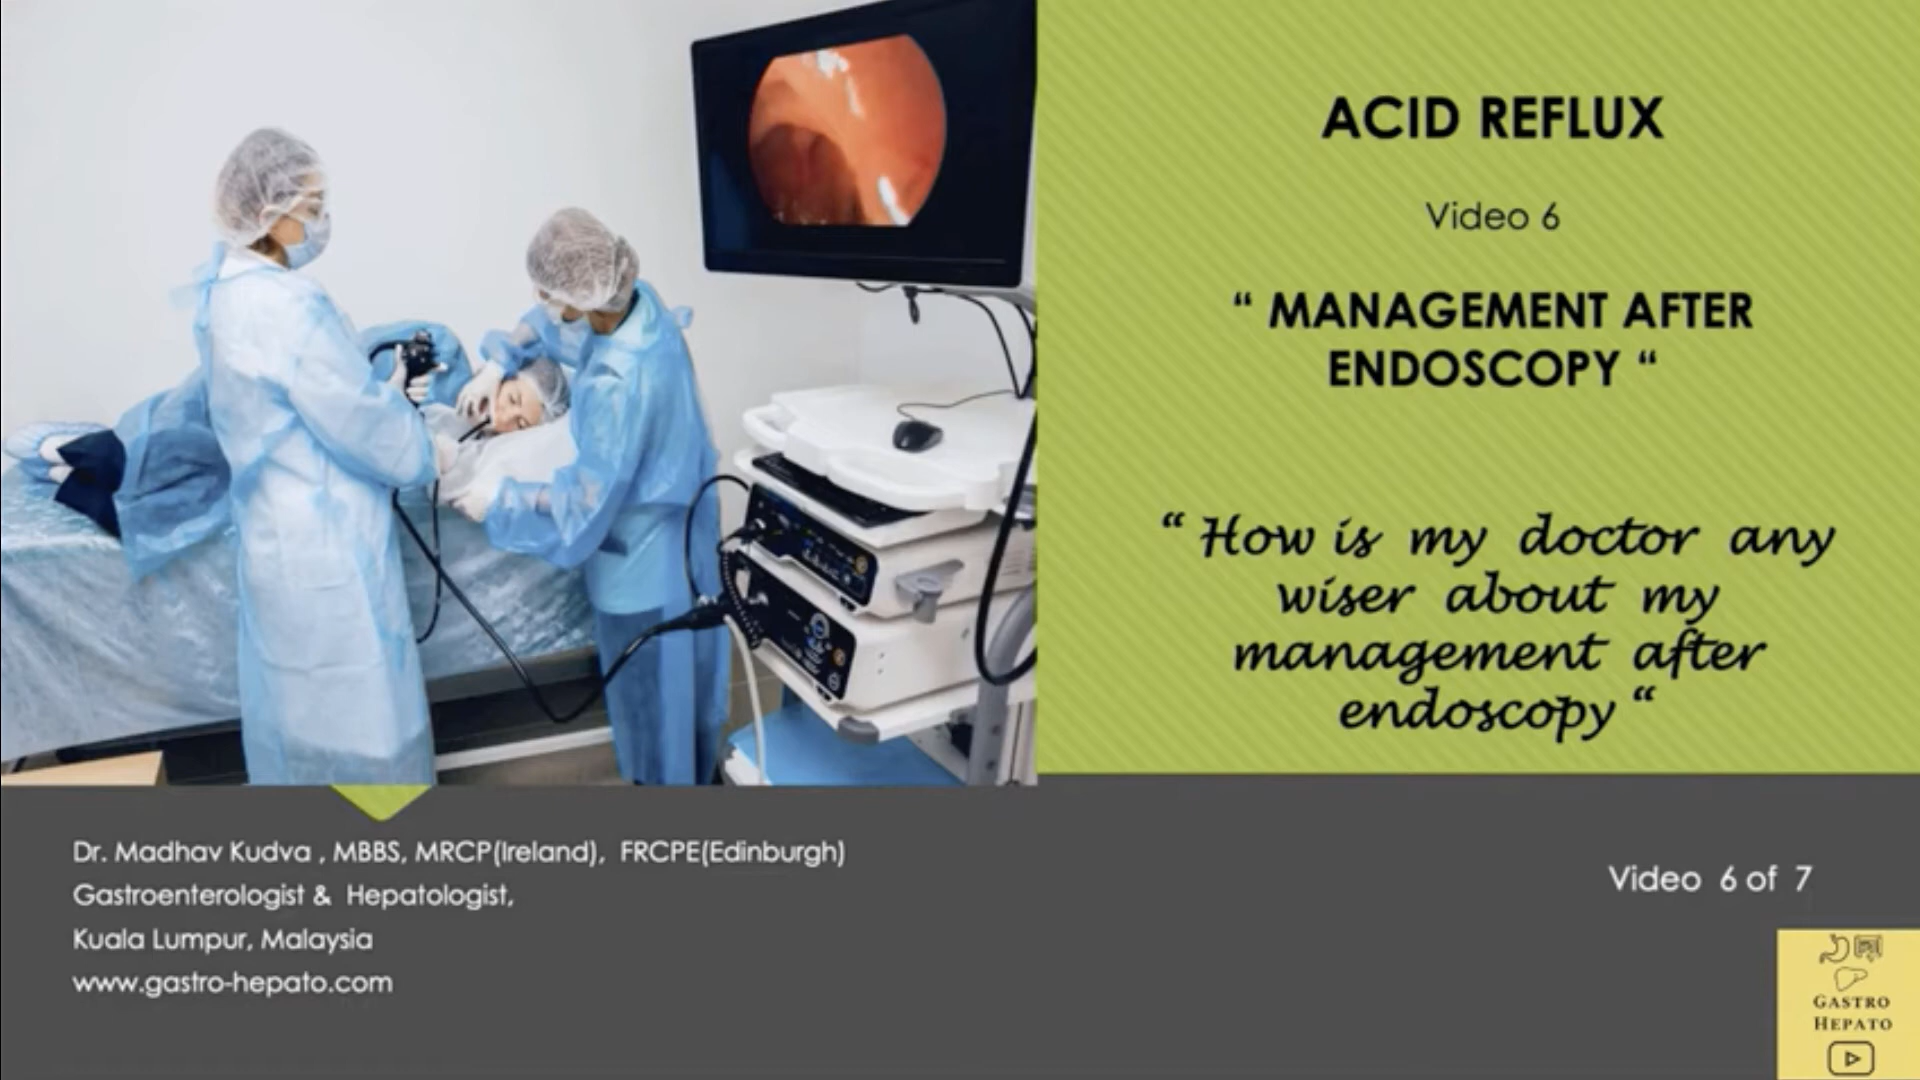 ACID REFLUX
Video 6
“ MANAGEMENT AFTER
ENDOSCOPY “
“ How is my doctor any
wiser about my
management after
endoscopy “
Dr. Madhav Kudva , MBBS, MRCP(Ireland), FRCPE(Edinburgh)
Gastroenterologist & Hepatologist,
Kuala Lumpur, Malaysia
www.gastro-hepato.com
Video 6 of 7
GASTRO
HEPATO